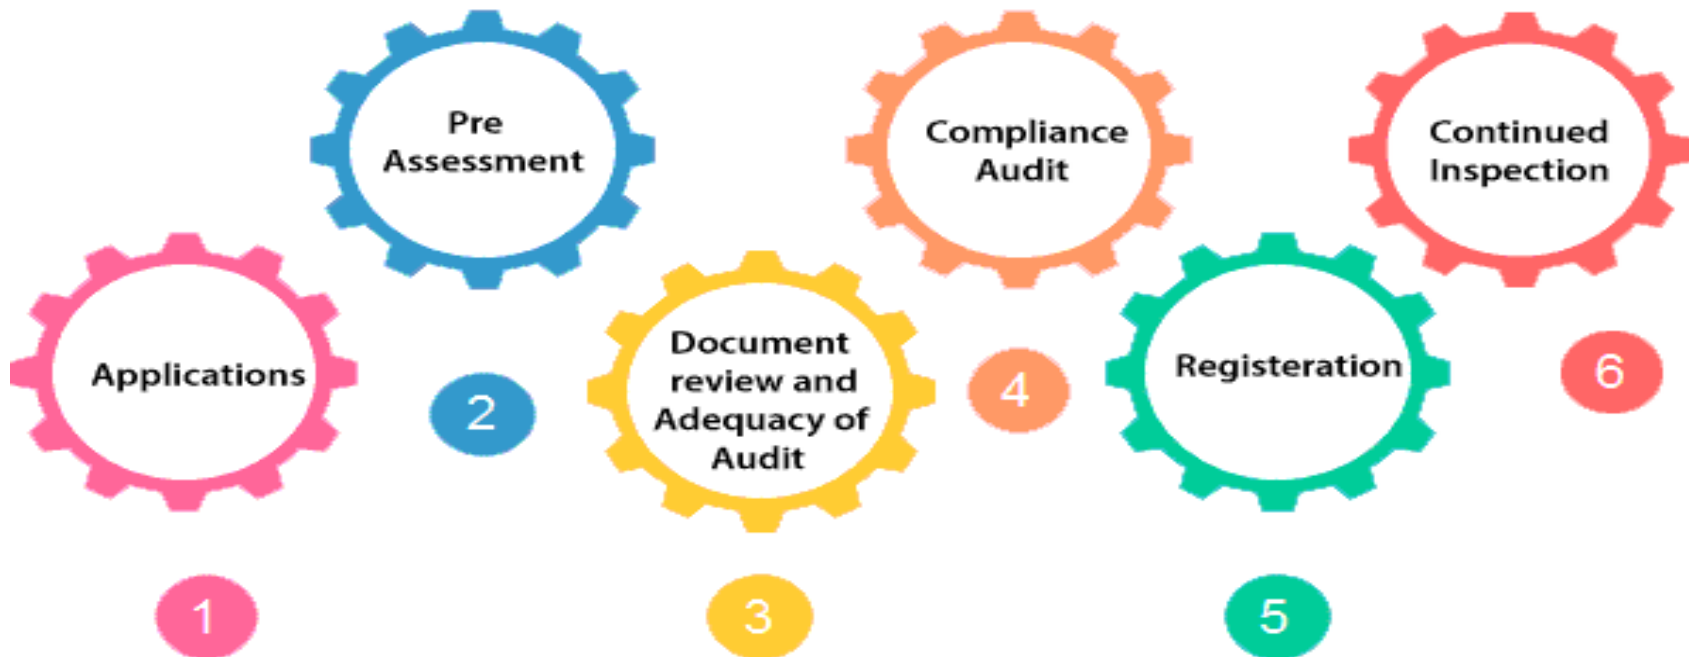 Applications
1
Pre
Assessment
2
Document
review and
Adequacy of
Audit
3
Compliance
Audit
4
Registeration
5
Continued
Inspection
6